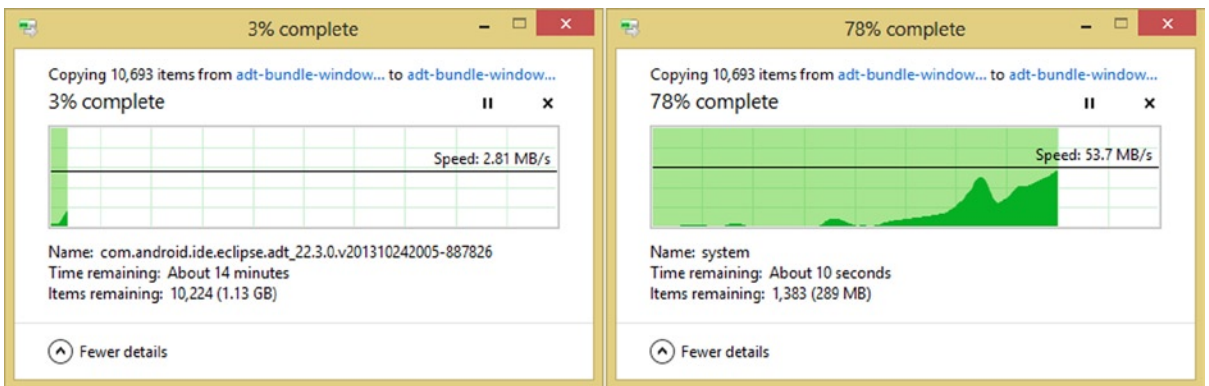 3% complete
Copying 10,693 items from adt-bundle-window... to adt-bundle-window...
3% complete
Speed: 2.81 MB/s
Name: com.android.ide.eclipse.adt_22.3.0.v201310242005-887826
Time remaining: About 14 minutes
Items remaining: 10,224 (1.13 GB)
Fewer details
78% complete
Copying 10,693 items from adt-bundle-window... to adt-bundle-window...
78% complete
Speed: 53.7 MB/s
Name: system
Time remaining: About 10 seconds
Items remaining: 1,383 (289 MB)
Fewer details